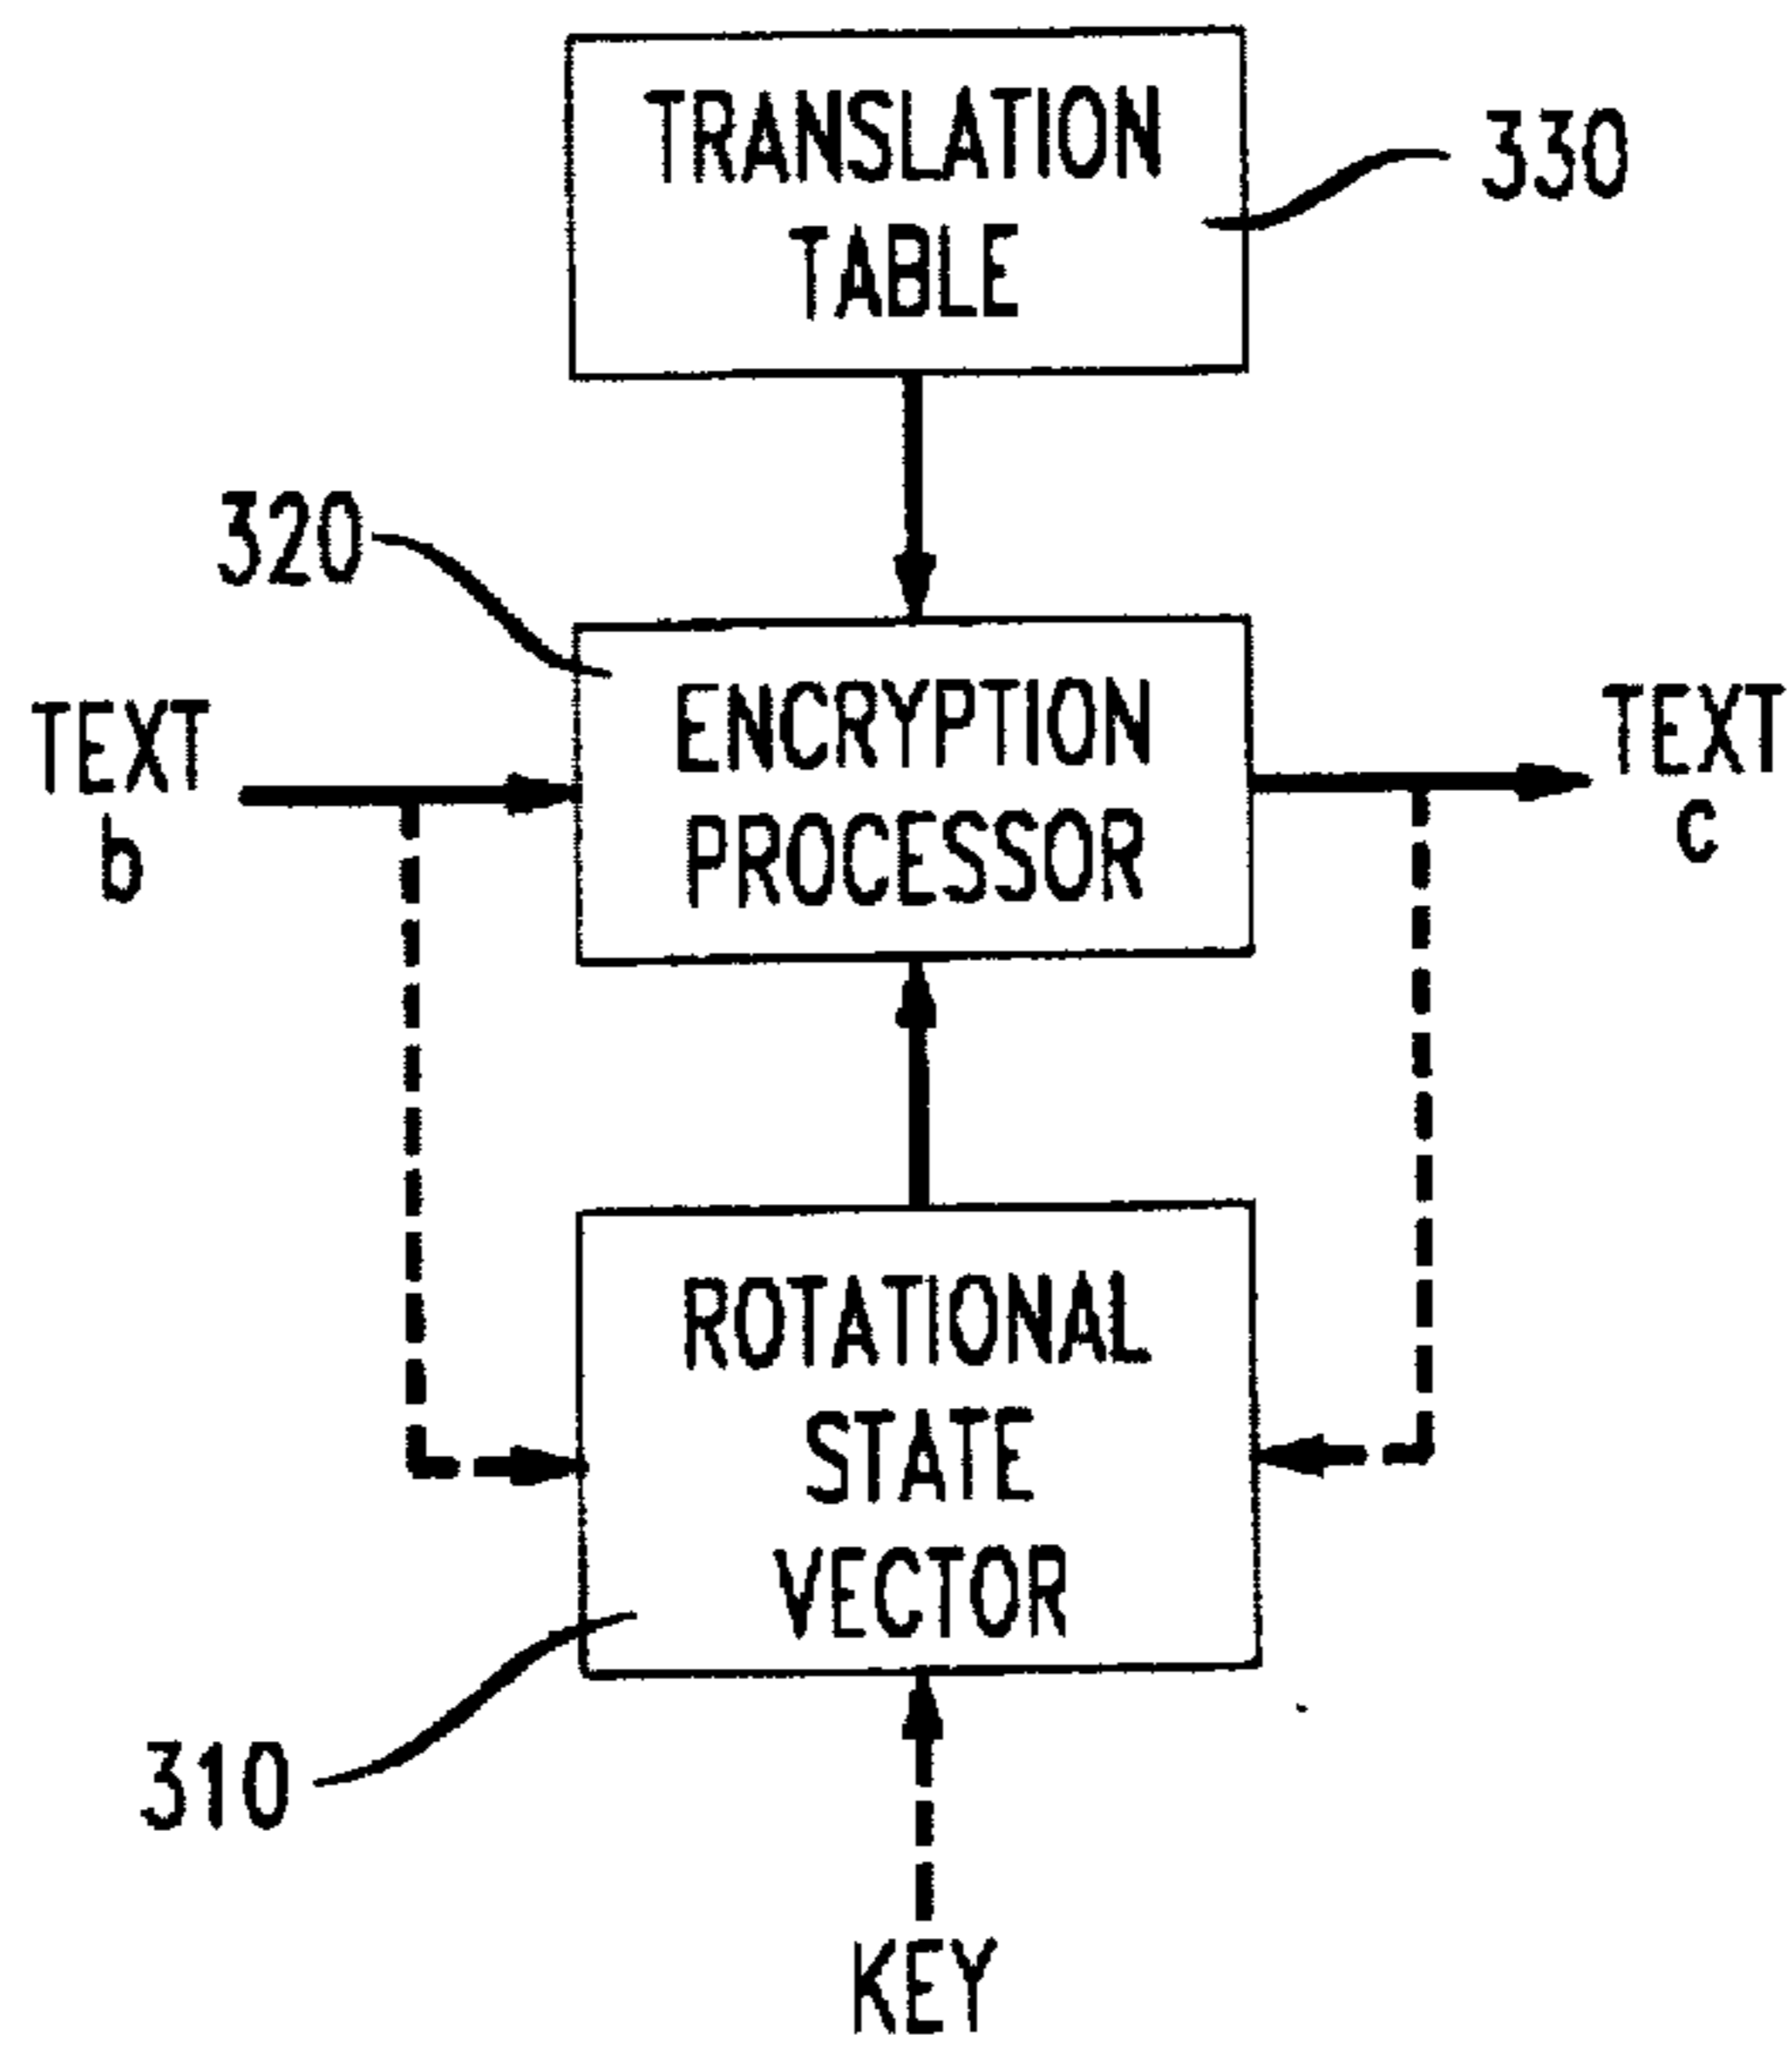 TRANSLATION
TABLE
330
320
TEXT
b
ENCRYPTION
PROCESSOR
TEXT
c
ROTATIONAL
STATE
VECTOR
310
KEY